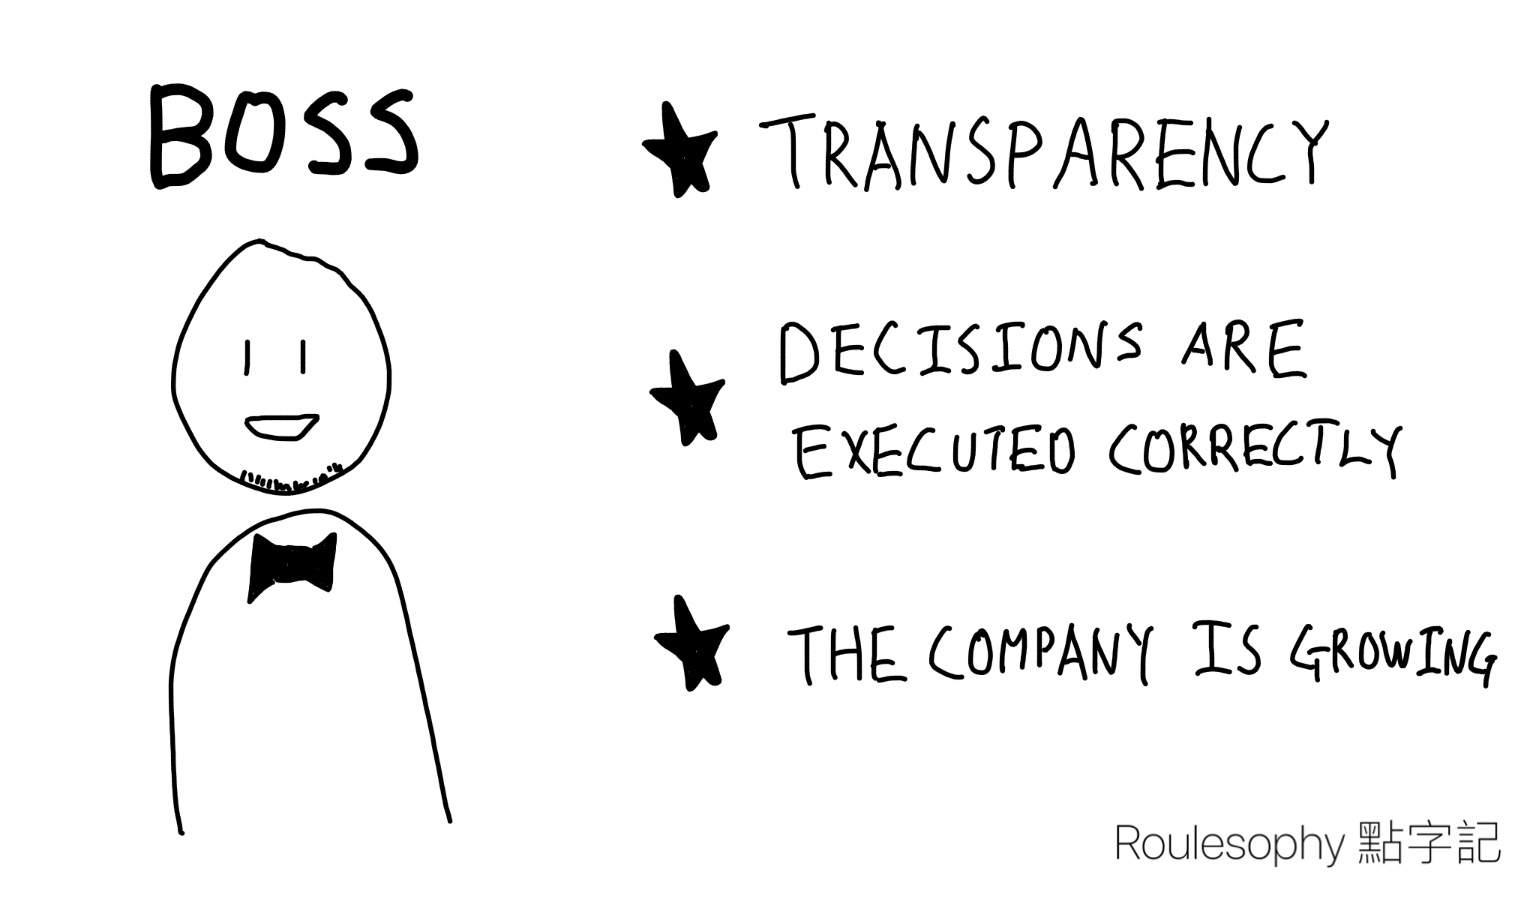 BOSS
TRANSPARENCY
DECISIONS ARE
EXECUTED CORRECTLY
THE COMPANY IS GROWING
Roulesophy 點字記